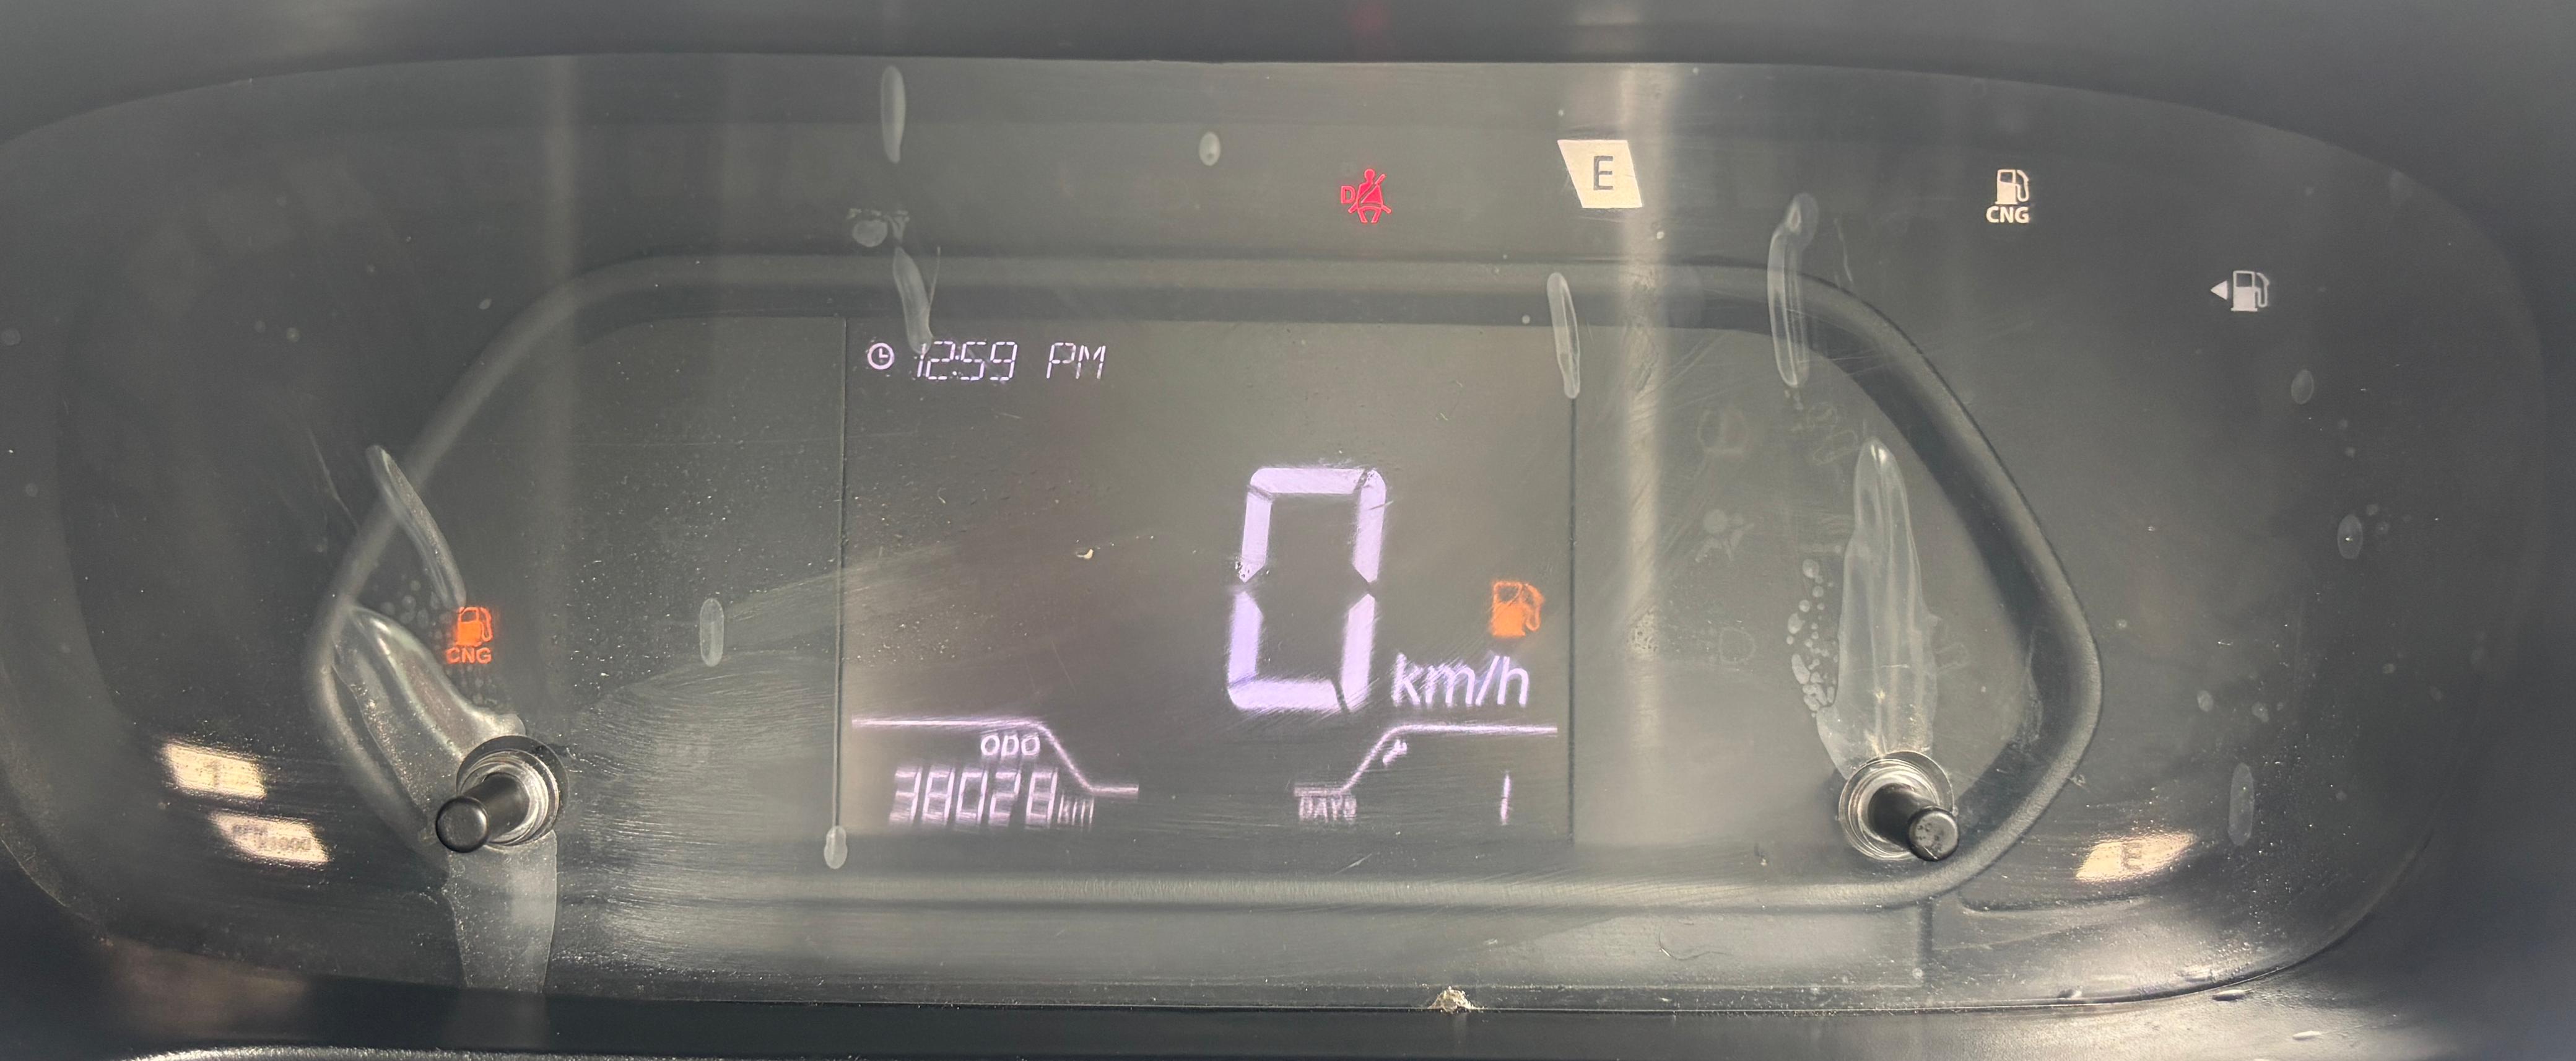 D
E
CNG
12:59 PM
CNG
km/h
0
ODO
38028 km
DAYS
1
E